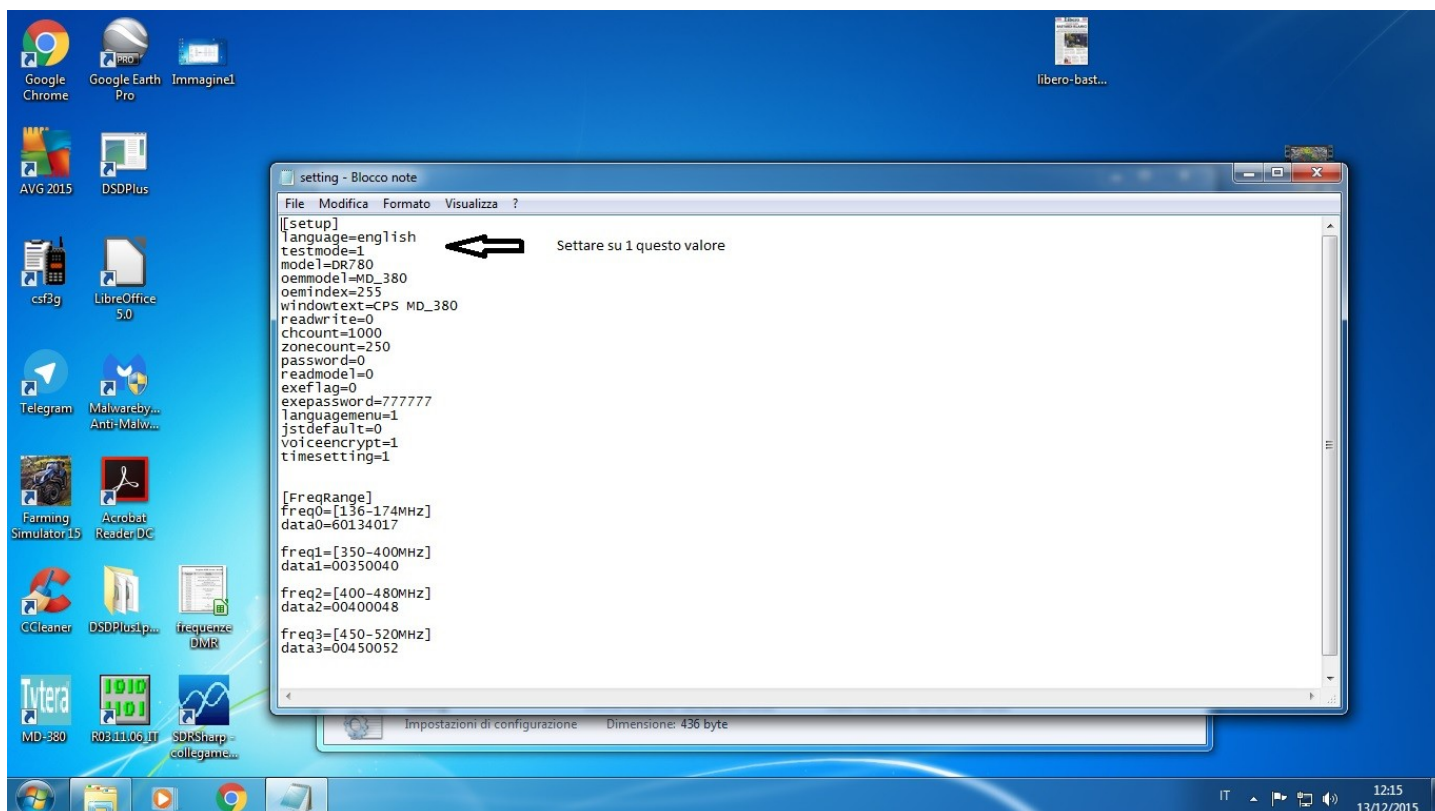 Google Chrome
Google Earth Pro
Immagine1
libero-bast...
AVG 2015
DSDPlus
csf3g
LibreOffice 5.0
Telegram
Malwareby... Anti-Malw...
Farming Simulator 15
Acrobat Reader DC
CCleaner
DSDPlus1p...
frequenze DMR
Tytera
MD-380
1010
1101
R03.11.06_IT
SDRSharp - collegame...
setting - Blocco note
File Modifica Formato Visualizza ?
[setup]
language=english
testmode=1
Settare su 1 questo valore
model=DR780
oemmodel=MD_380
oemindex=255
windowtext=CPS MD_380
readwrite=0
chcount=1000
zonecount=250
password=0
readmodel=0
exeflag=0
exepassword=777777
languagemenu=1
jstdefault=0
voiceencrypt=1
timesetting=1
[FreqRange]
freq0=[136-174MHz]
data0=60134017
freq1=[350-400MHz]
data1=00350040
freq2=[400-480MHz]
data2=00400048
freq3=[450-520MHz]
data3=00450052
Impostazioni di configurazione Dimensione: 436 byte
IT
12:15
13/12/2015